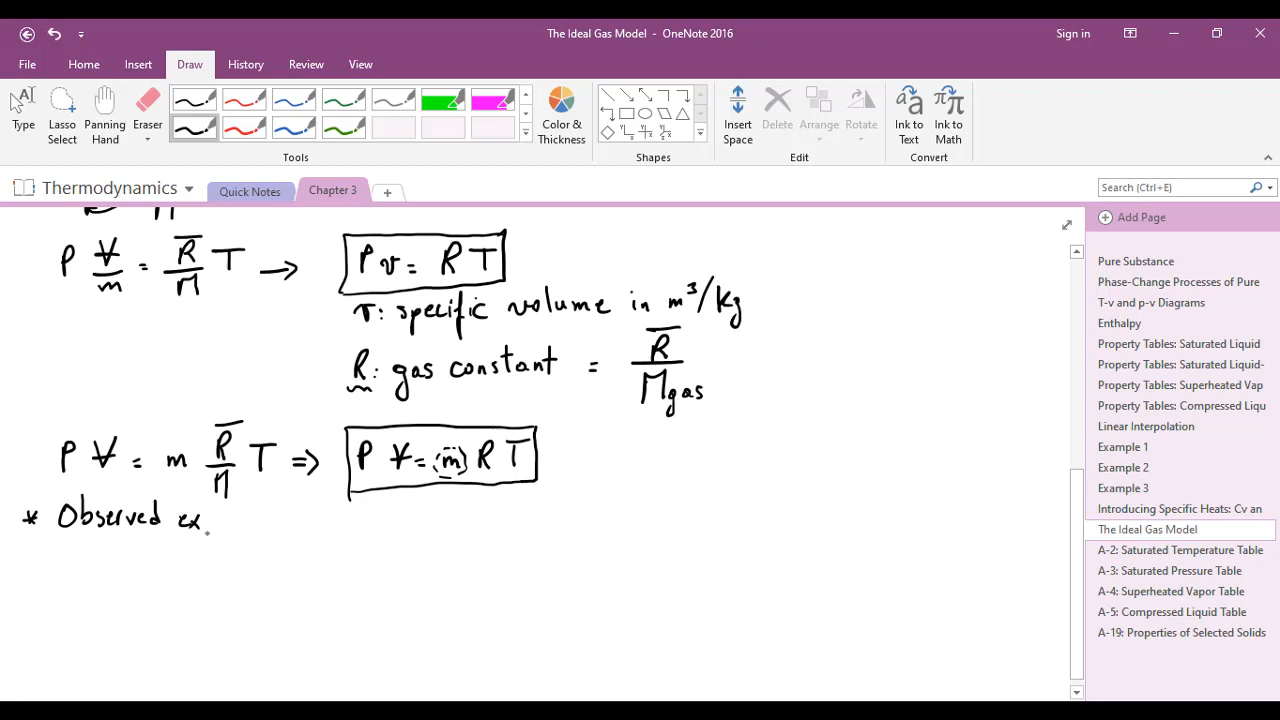 The Ideal Gas Model - OneNote 2016
Sign in
File Home Insert Draw History Review View
Type
Lasso Select
Panning Hand
Eraser
Color & Thickness
Insert Space
Delete
Arrange
Rotate
Ink to Text
Ink to Math
Tools
Shapes
Edit
Convert
Thermodynamics
Quick Notes
Chapter 3
+
Search (Ctrl+E)
P V̶/m = R̄/M T → Pv = RT
v: specific volume in m³/kg
R: gas constant = R̄/Mgas
P V̶ = m R̄/M T ⇒ P V̶ = m R T
* Observed ex
Add Page
Pure Substance
Phase-Change Processes of Pure
T-v and p-v Diagrams
Enthalpy
Property Tables: Saturated Liquid
Property Tables: Saturated Liquid-
Property Tables: Superheated Vap
Property Tables: Compressed Liqu
Linear Interpolation
Example 1
Example 2
Example 3
Introducing Specific Heats: Cv an
The Ideal Gas Model
A-2: Saturated Temperature Table
A-3: Saturated Pressure Table
A-4: Superheated Vapor Table
A-5: Compressed Liquid Table
A-19: Properties of Selected Solids